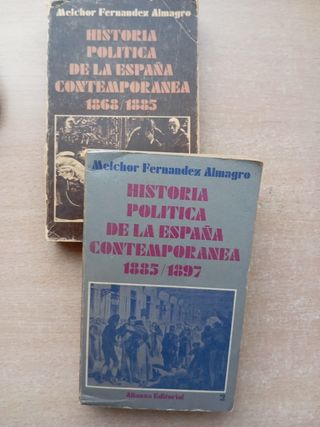 Melchor Fernandez Almagro
HISTORIA
POLITICA
DE LA ESPAÑA
CONTEMPORANEA
1868/1885
Melchor Fernandez Almagro
HISTORIA
POLITICA
DE LA ESPAÑA
CONTEMPORANEA
1885/1897
Alianza Editorial
2